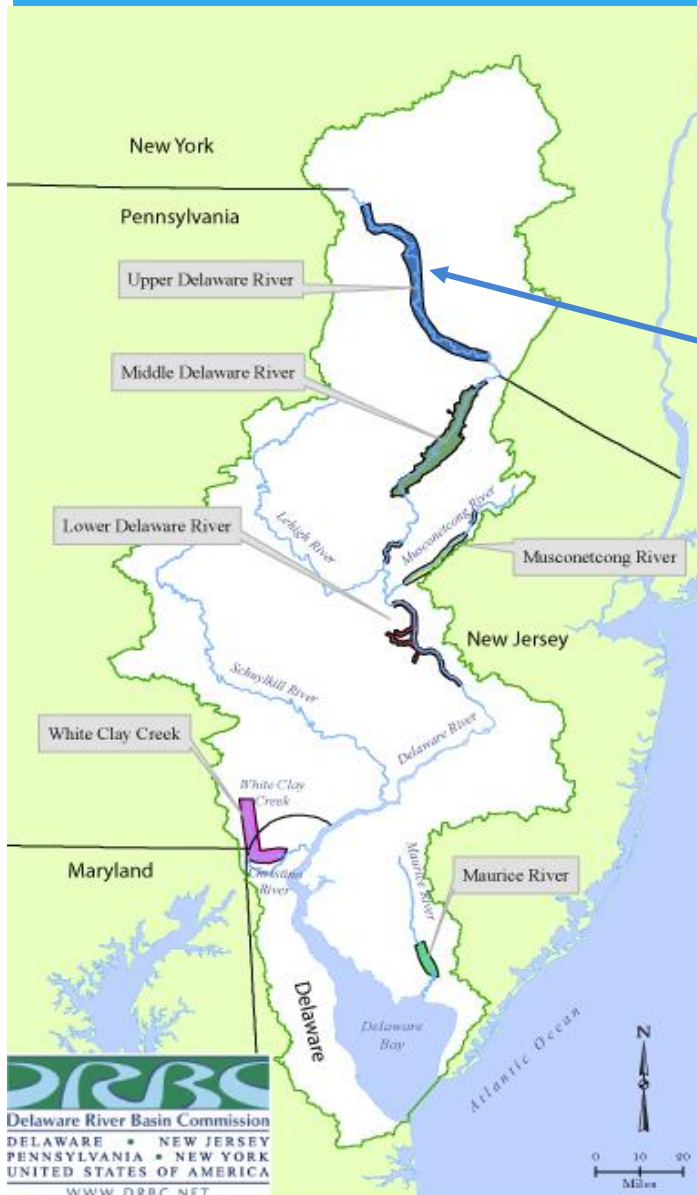 New York
Pennsylvania
Upper Delaware River
Middle Delaware River
Lower Delaware River
Lehigh River
Musconetcong River
Musconetcong River
New Jersey
Schuylkill River
Delaware River
White Clay Creek
White Clay
Creek
Christina
River
Maryland
Maurice River
Maurice River
Delaware
Delaware
Bay
Atlantic Ocean
N
0 10 20
Miles
DRBC
Delaware River Basin Commission
DELAWARE • NEW JERSEY
PENNSYLVANIA • NEW YORK
UNITED STATES OF AMERICA
WWW.DRBC.NET